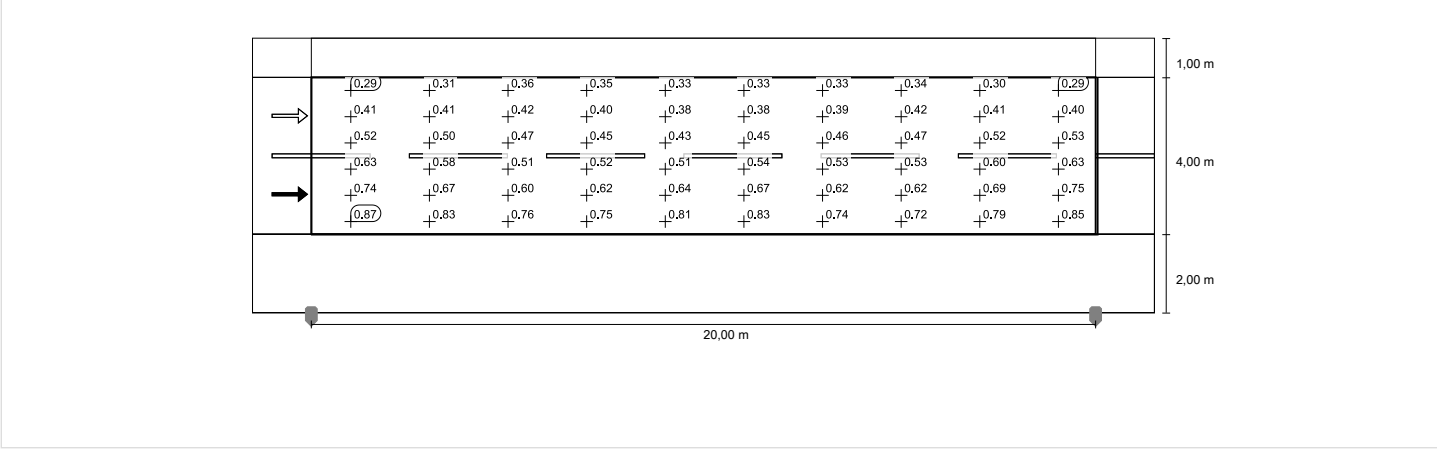 1,00 m
0.29 0.31 0.36 0.35 0.33 0.33 0.33 0.34 0.30 0.29
0.41 0.41 0.42 0.40 0.38 0.38 0.39 0.42 0.41 0.40
0.52 0.50 0.47 0.45 0.43 0.45 0.46 0.47 0.52 0.53
4,00 m
0.63 0.58 0.51 0.52 0.51 0.54 0.53 0.53 0.60 0.63
0.74 0.67 0.60 0.62 0.64 0.67 0.62 0.62 0.69 0.75
0.87 0.83 0.76 0.75 0.81 0.83 0.74 0.72 0.79 0.85
2,00 m
20,00 m